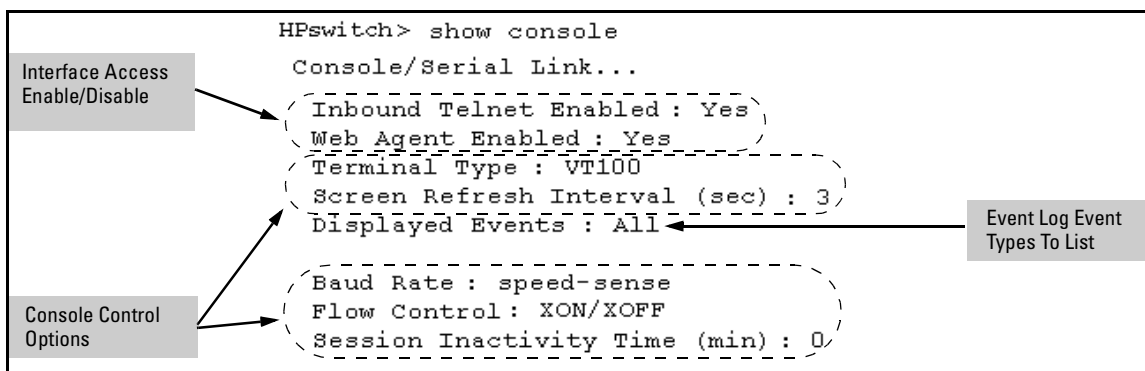 HPswitch> show console
Console/Serial Link...
Interface Access
Enable/Disable
Inbound Telnet Enabled : Yes
Web Agent Enabled : Yes
Terminal Type : VT100
Screen Refresh Interval (sec) : 3
Displayed Events : All
Event Log Event
Types To List
Baud Rate : speed-sense
Flow Control : XON/XOFF
Session Inactivity Time (min) : 0
Console Control
Options